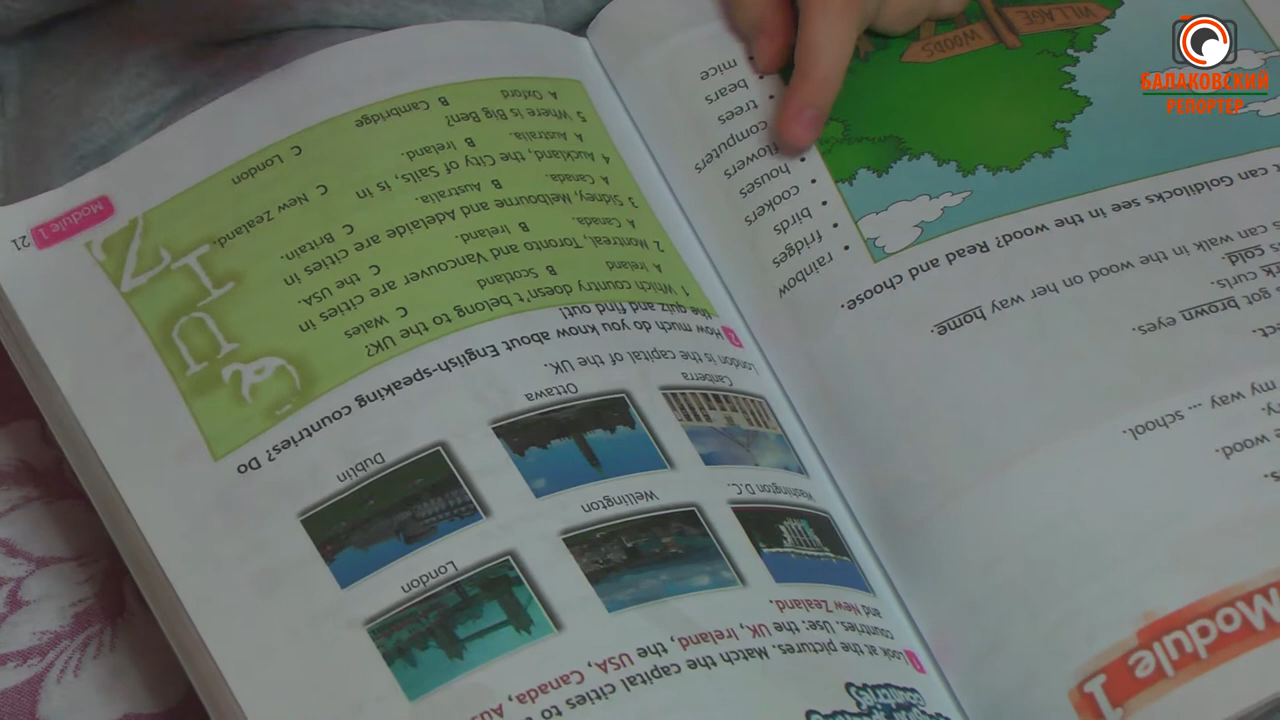 БАЛАКОВСКИЙ
РЕПОРТЕР
Module 1
wood.
my way ... school.
got brown eyes
curls.
cold
can walk in the wood on her way home.
can Goldilocks see in the wood? Read and choose.
WOODS
VILLAGE
rainbow
fridges
birds
cookers
houses
flowers
computers
trees
bears
mice
1 Look at the pictures. Match the capital cities to
countries. Use: the UK, Ireland, the USA, Canada,
and New Zealand.
Washington D.C.
Wellington
London
Canberra
Ottawa
Dublin
London is the capital of the UK.
2 How much do you know about English-speaking countries? Do
the quiz and find out!
QUIZ
1 Which country doesn't belong to the UK?
A Ireland B Scotland C Wales
2 Montreal, Toronto and Vancouver are cities in
A Canada. B Ireland. C the USA.
3 Sidney, Melbourne and Adelaide are cities in
A Canada. B Australia. C Britain.
4 Auckland, the City of Sails, is in
A Australia. B Ireland. C New Zealand.
5 Where is Big Ben?
A Oxford B Cambridge C London
Module 1
21